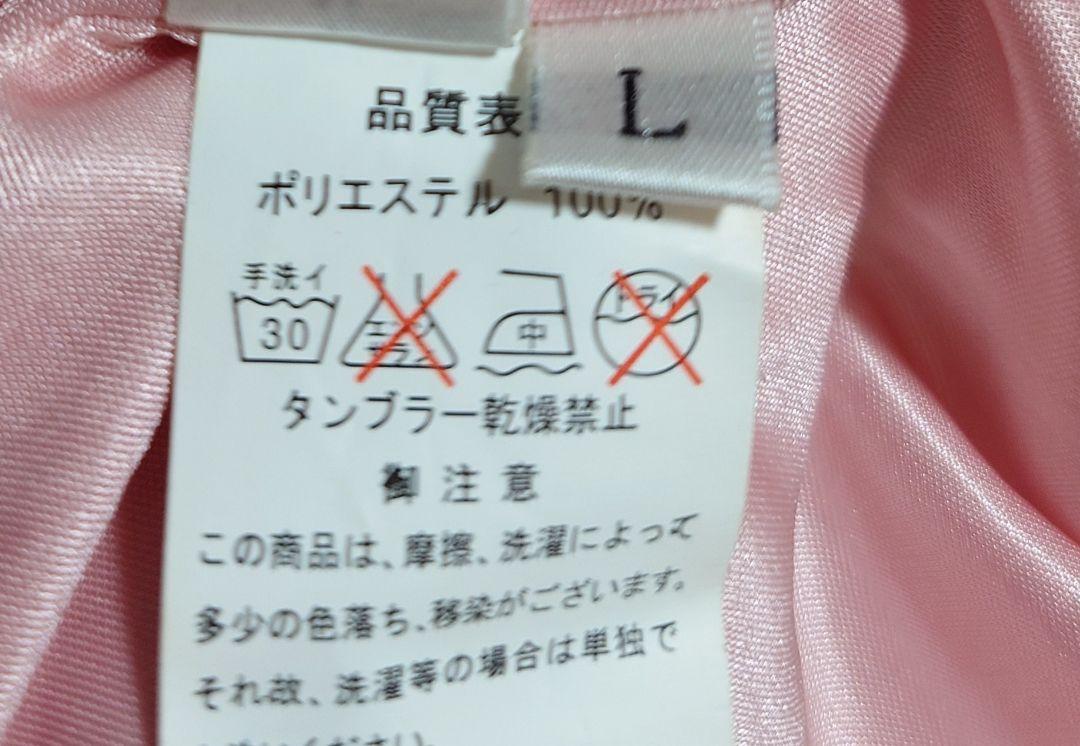 L
品質表
ポリエステル 100%
手洗イ
30
中
ドライ
タンブラー乾燥禁止
御注意
この商品は、摩擦、洗濯によって
多少の色落ち、移染がございます。
それ故、洗濯等の場合は単独で